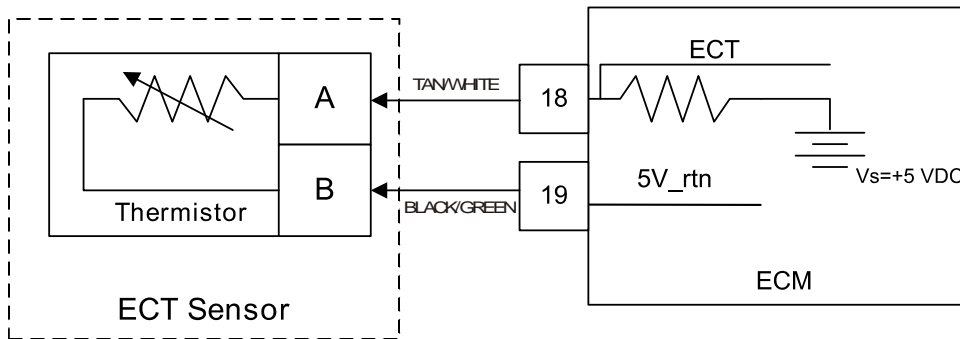 ECT
A
TAN/WHITE
18
Vs=+5 VDC
B
BLACK/GREEN
19
5V_rtn
Thermistor
ECM
ECT Sensor